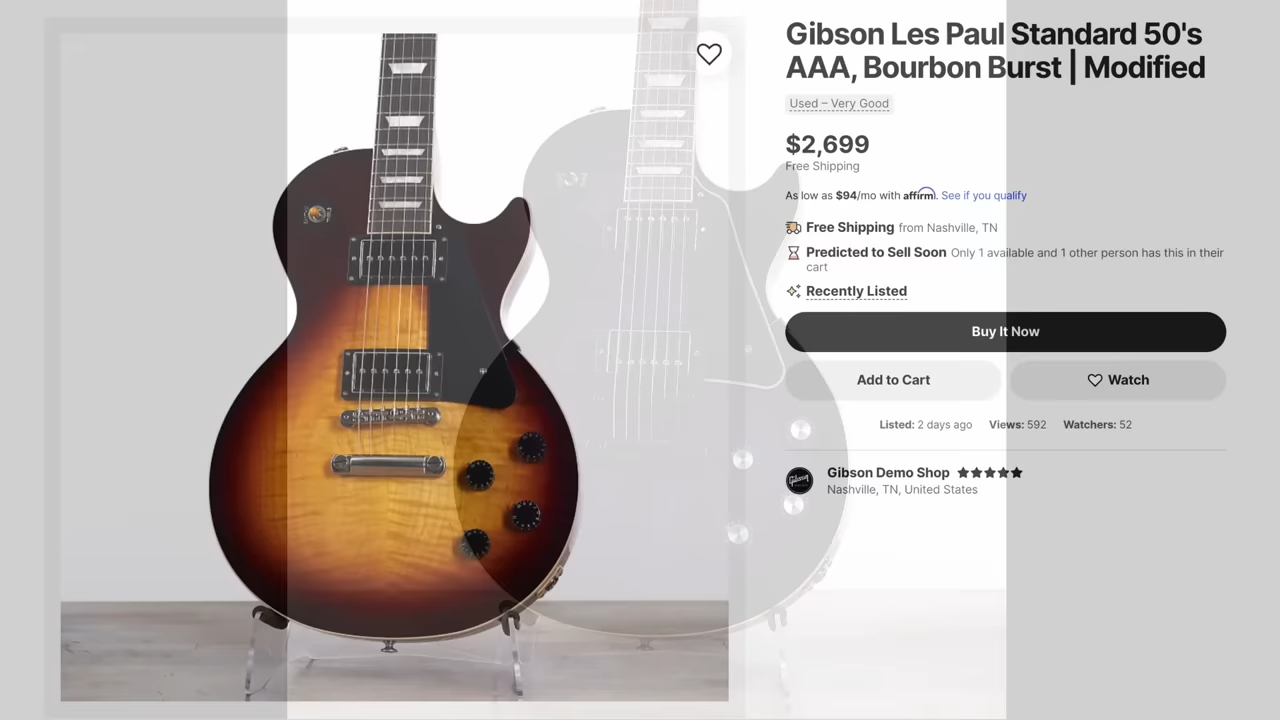 Gibson Les Paul Standard 50's
AAA, Bourbon Burst | Modified
Used – Very Good
$2,699
Free Shipping
As low as $94/mo with affirm. See if you qualify
Free Shipping from Nashville, TN
Predicted to Sell Soon Only 1 available and 1 other person has this in their
cart
Recently Listed
Buy It Now
Add to Cart
Watch
Listed: 2 days ago Views: 592 Watchers: 52
Gibson
Gibson Demo Shop ★★★★★
Nashville, TN, United States